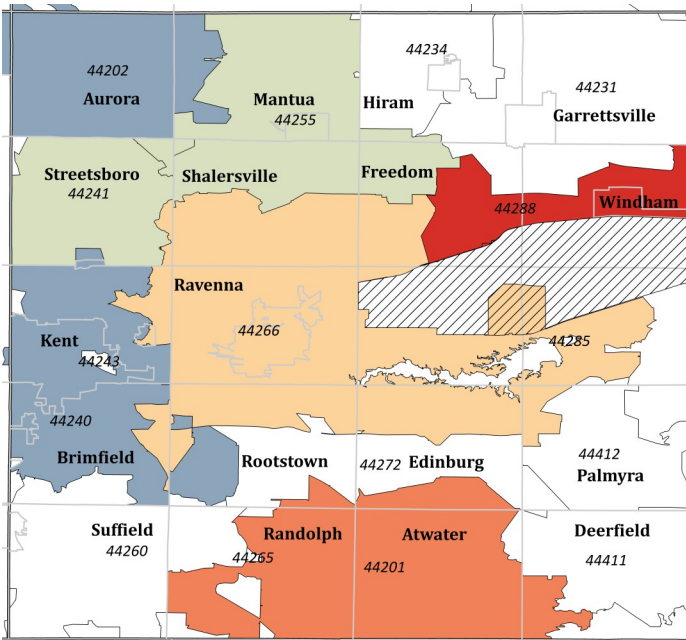 44234
44202
44231
Aurora
Mantua
Hiram
Garrettsville
44255
Streetsboro
Shalersville
Freedom
44241
44288
Windham
Ravenna
44266
Kent
44285
44243
44240
Brimfield
Rootstown
44272
Edinburg
44412
Palmyra
Suffield
Randolph
Atwater
Deerfield
44260
44265
44201
44411